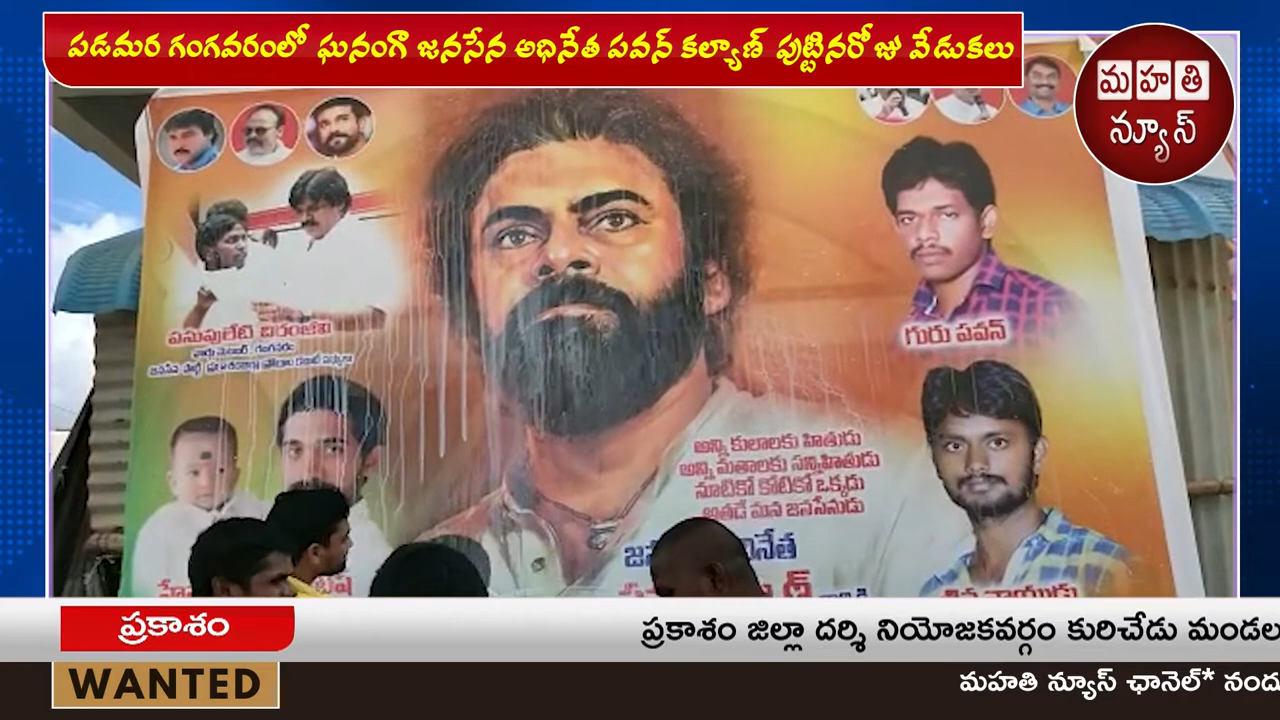 పడమర గంగవరంలో ఘనంగా జనసేన అధినేత పవన్ కల్యాణ్ పుట్టినరోజు వేడుకలు
మహతి
న్యూస్
పసుపులేటి చిరంజీవి
గురు పవన్
అన్ని కులాలకు హితుడు
అన్ని మతాలకు సన్నిహితుడు
నూటికో కోటికో ఒక్కడు
అతడే మన జనసేనుడు
శివ నాయుడు
ప్రకాశం
ప్రకాశం జిల్లా దర్శి నియోజకవర్గం కురిచేడు మండల
WANTED
మహతి న్యూస్ ఛానెల్* నందు